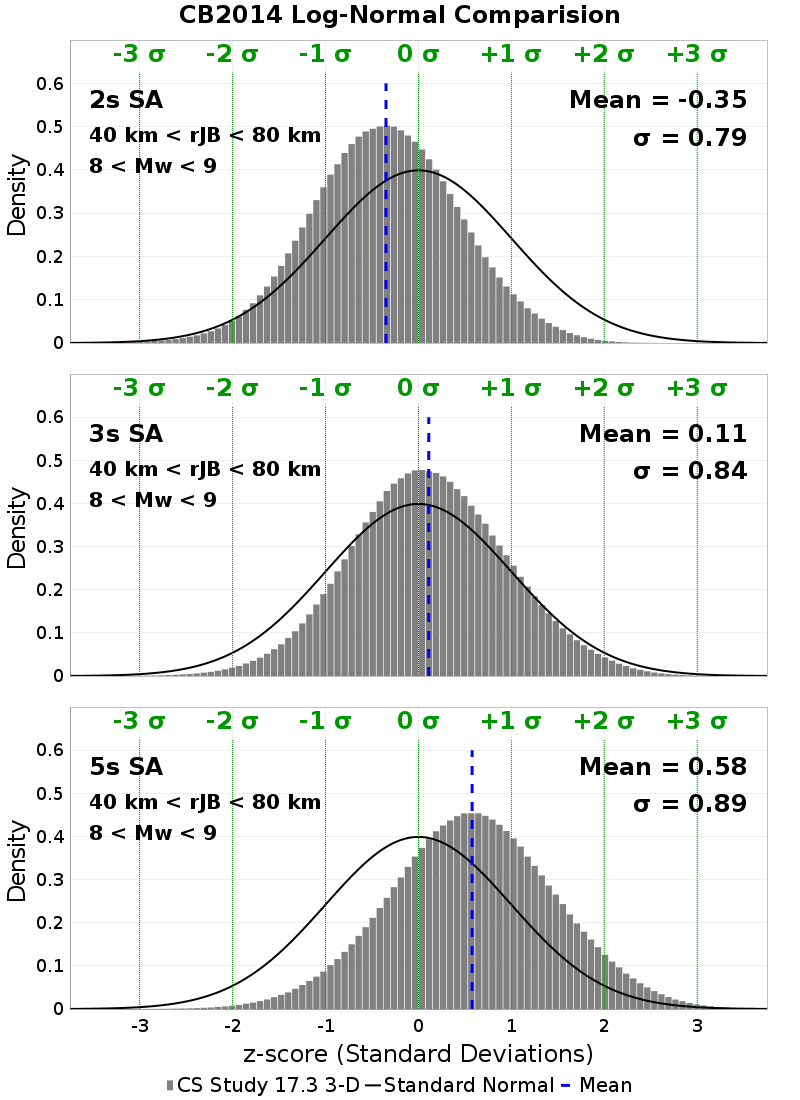 CB2014 Log-Normal Comparision
-3 σ -2 σ -1 σ 0 σ +1 σ +2 σ +3 σ
0.6
2s SA Mean = -0.35
0.5
40 km < rJB < 80 km σ = 0.79
8 < Mw < 9
0.4
0.3
0.2
0.1
0
Density
-3 σ -2 σ -1 σ 0 σ +1 σ +2 σ +3 σ
0.6
3s SA Mean = 0.11
0.5
40 km < rJB < 80 km σ = 0.84
8 < Mw < 9
0.4
0.3
0.2
0.1
0
Density
-3 σ -2 σ -1 σ 0 σ +1 σ +2 σ +3 σ
0.6
5s SA Mean = 0.58
0.5
40 km < rJB < 80 km σ = 0.89
8 < Mw < 9
0.4
0.3
0.2
0.1
0
Density
-3 -2 -1 0 1 2 3
z-score (Standard Deviations)
CS Study 17.3 3-D Standard Normal Mean